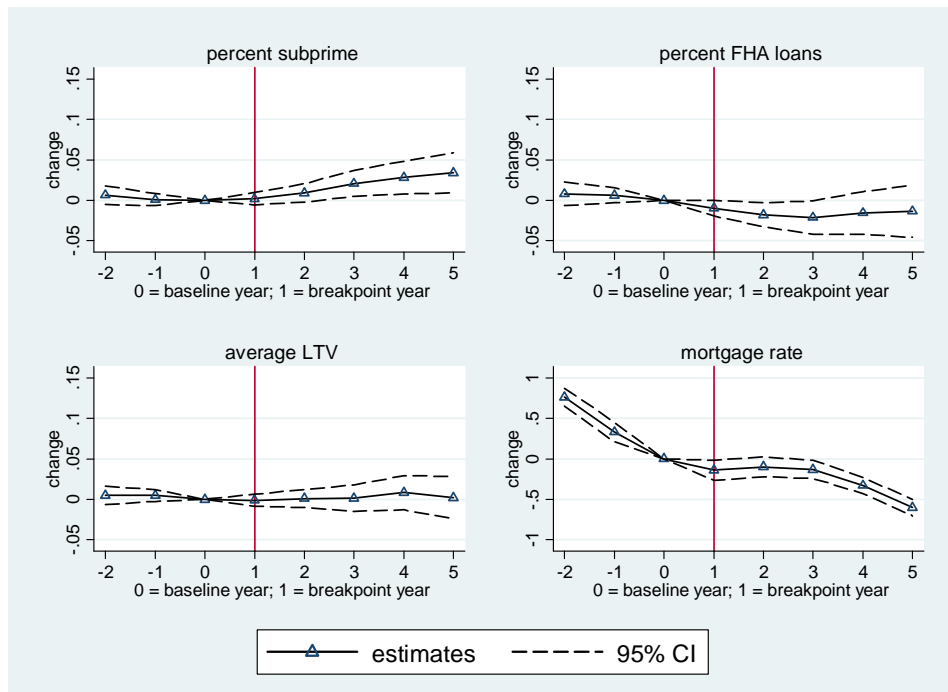 percent subprime
change
.15
.1
.05
0
-.05
-2 -1 0 1 2 3 4 5
0 = baseline year; 1 = breakpoint year
percent FHA loans
change
.15
.1
.05
0
-.05
-2 -1 0 1 2 3 4 5
0 = baseline year; 1 = breakpoint year
average LTV
change
.15
.1
.05
0
-.05
-2 -1 0 1 2 3 4 5
0 = baseline year; 1 = breakpoint year
mortgage rate
change
1
.5
0
-.5
-1
-2 -1 0 1 2 3 4 5
0 = baseline year; 1 = breakpoint year
estimates 95% CI